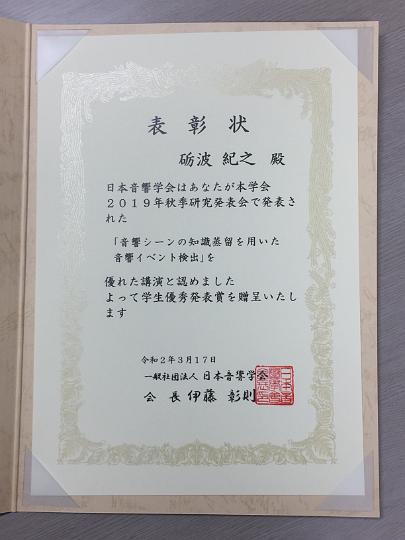 表彰状
砺波 紀之 殿
日本音響学会はあなたが本学会
２０１９年秋季研究発表会で発表さ
れた
「音響シーンの知識蒸留を用いた
音響イベント検出」を
優れた講演と認めました
よって学生優秀発表賞を贈呈いたし
ます
令和２年３月１７日
一般社団法人 日本音響学会
会 長 伊藤 彰則